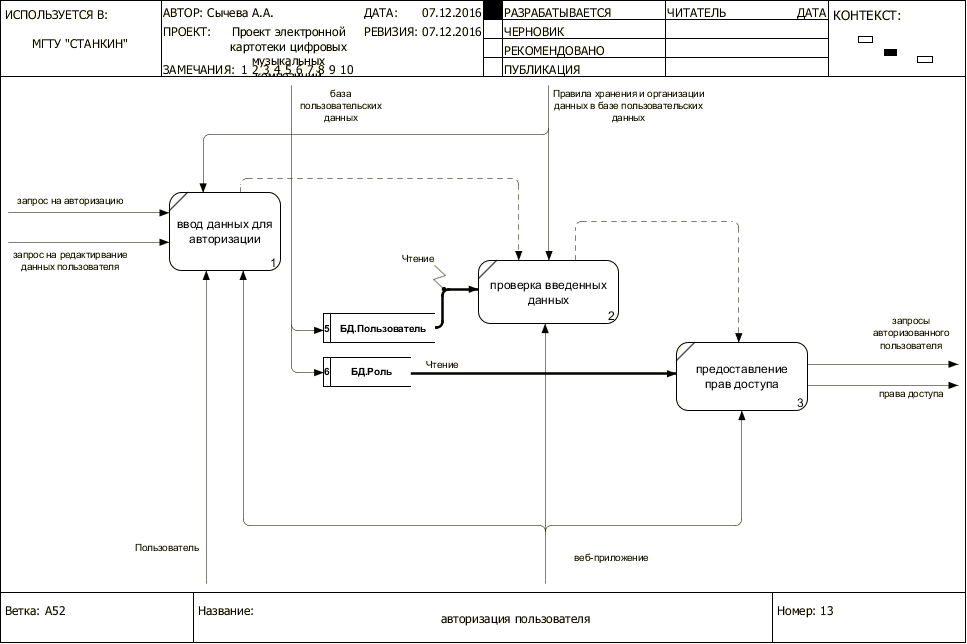 ИСПОЛЬЗУЕТСЯ В:
МГТУ "СТАНКИН"
АВТОР: Сычева А.А.
ДАТА: 07.12.2016
ПРОЕКТ: Проект электронной
картотеки цифровых
музыкальных
РЕВИЗИЯ: 07.12.2016
ЗАМЕЧАНИЯ: 1 2 3 4 5 6 7 8 9 10
РАЗРАБАТЫВАЕТСЯ
ЧЕРНОВИК
РЕКОМЕНДОВАНО
ПУБЛИКАЦИЯ
ЧИТАТЕЛЬ
ДАТА
КОНТЕКСТ:
база
пользовательских
данных
Правила хранения и организации
данных в базе пользовательских
данных
запрос на авторизацию
запрос на редактирвание
данных пользователя
ввод данных для
авторизации
1
Чтение
проверка введенных
данных
2
5 БД.Пользователь
6 БД.Роль
Чтение
предоставление
прав доступа
3
запросы
авторизованного
пользователя
права доступа
Пользователь
веб-приложение
Ветка: A52
Название:
авторизация пользователя
Номер: 13